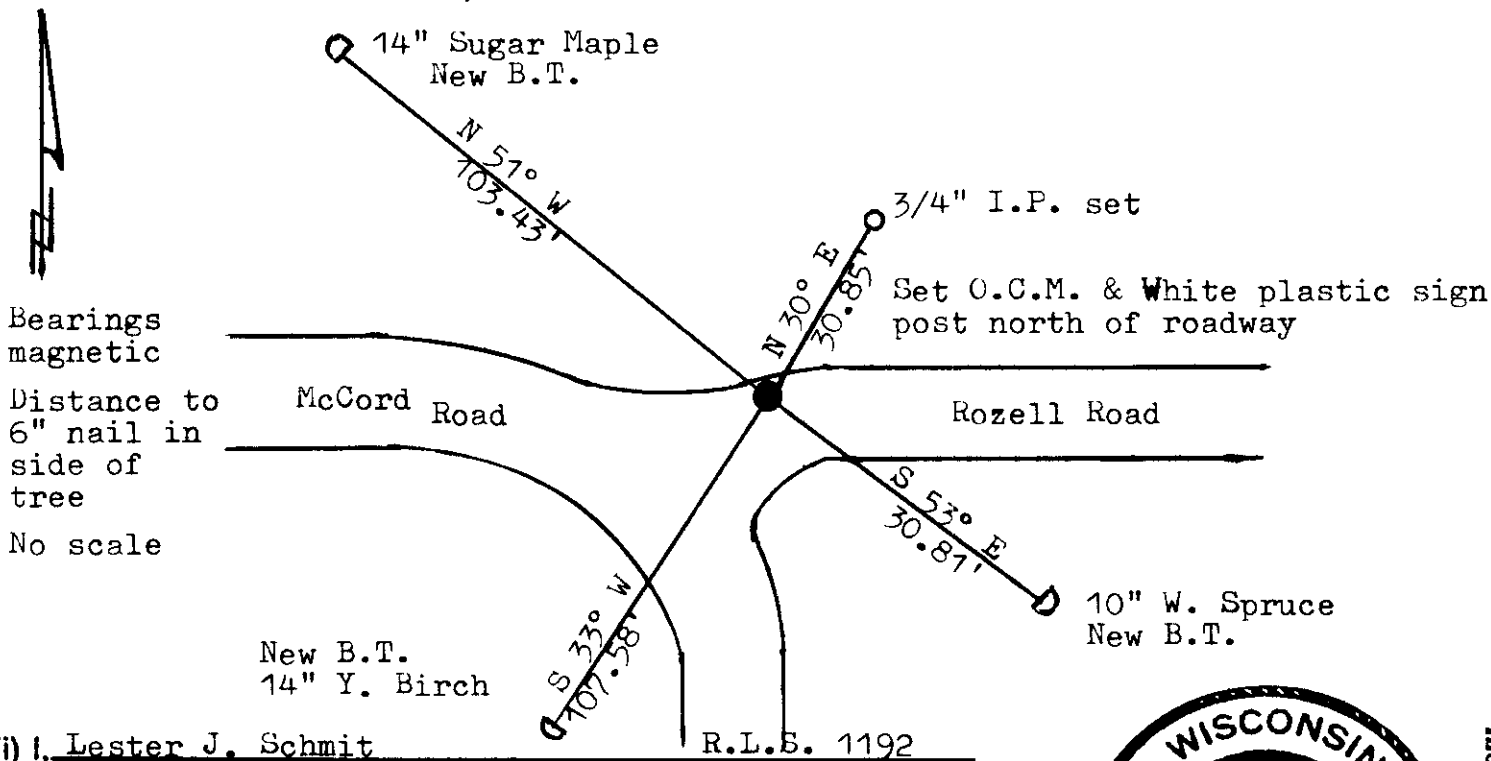 14" Sugar Maple
New B.T.
N 51° W
103.43'
3/4" I.P. set
N 30° E
30.85'
Set O.C.M. & White plastic sign
post north of roadway
Bearings
magnetic
Distance to
6" nail in
side of
tree
No scale
McCord Road
Rozell Road
S 53° E
30.81'
10" W. Spruce
New B.T.
S 33° W
107.58'
New B.T.
14" Y. Birch
i) I, Lester J. Schmit R.L.S. 1192
WISCONSIN